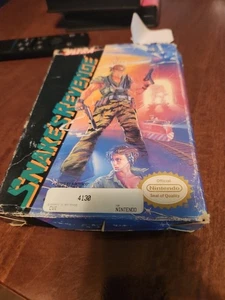 SNAKE'S REVENGE
4130
NINTENDO
Official
Nintendo
Seal of Quality